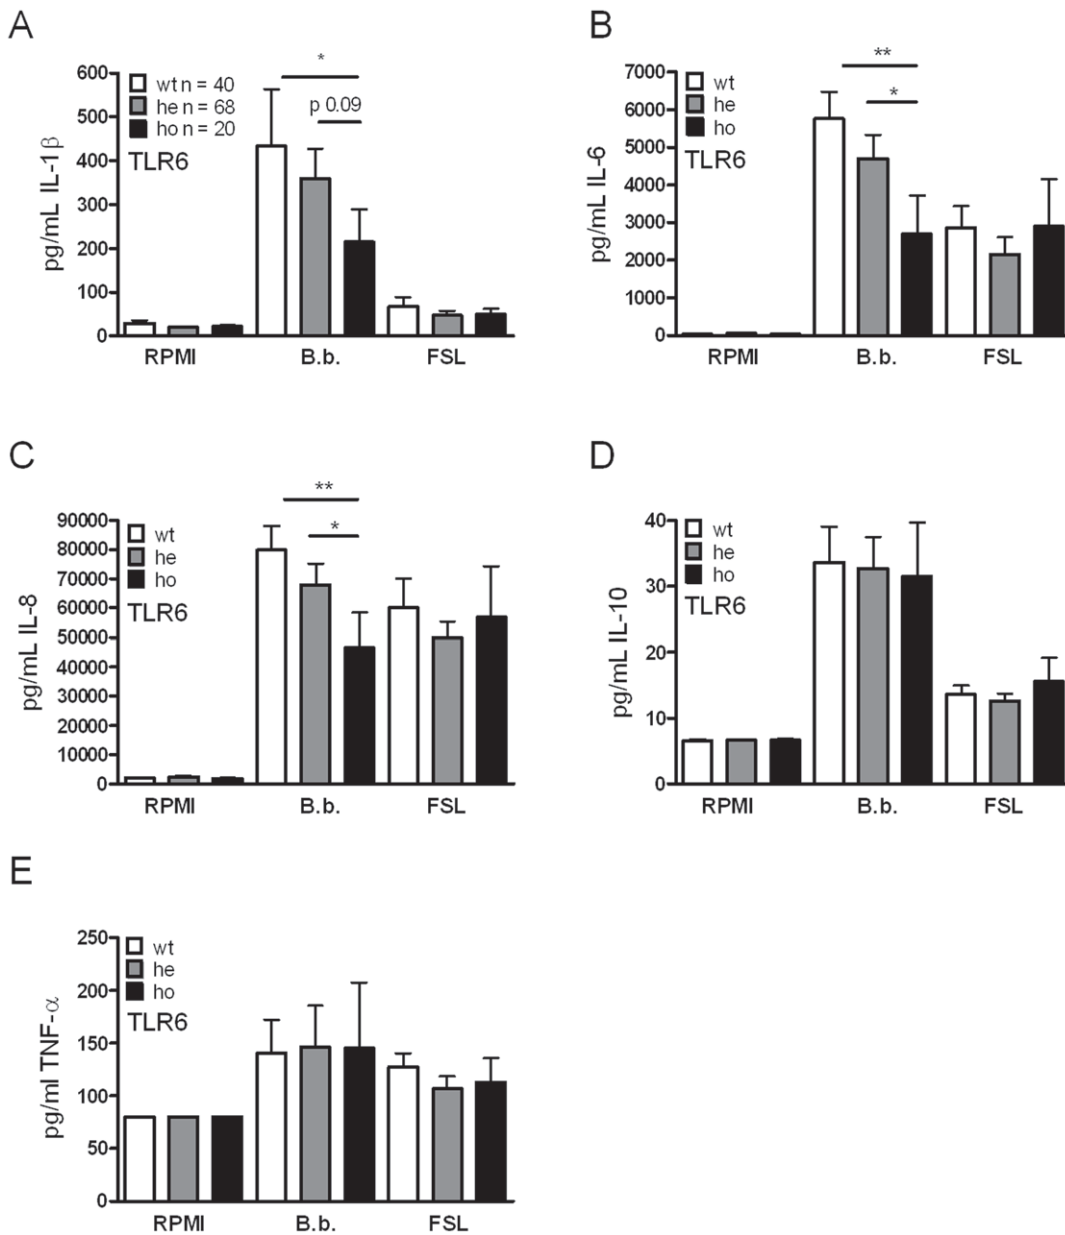 A
*
600
500
400
300
200
100
0
pg/mL IL-1β
wt n = 40
he n = 68
ho n = 20
TLR6
p 0.09
RPMI B.b. FSL
B
**
*
7000
6000
5000
4000
3000
2000
1000
0
pg/mL IL-6
wt
he
ho
TLR6
RPMI B.b. FSL
C
**
*
90000
80000
70000
60000
50000
40000
30000
20000
10000
0
pg/mL IL-8
wt
he
ho
TLR6
RPMI B.b. FSL
D
40
30
20
10
0
pg/mL IL-10
wt
he
ho
TLR6
RPMI B.b. FSL
E
250
200
150
100
50
0
pg/ml TNF-α
wt
he
ho
TLR6
RPMI B.b. FSL